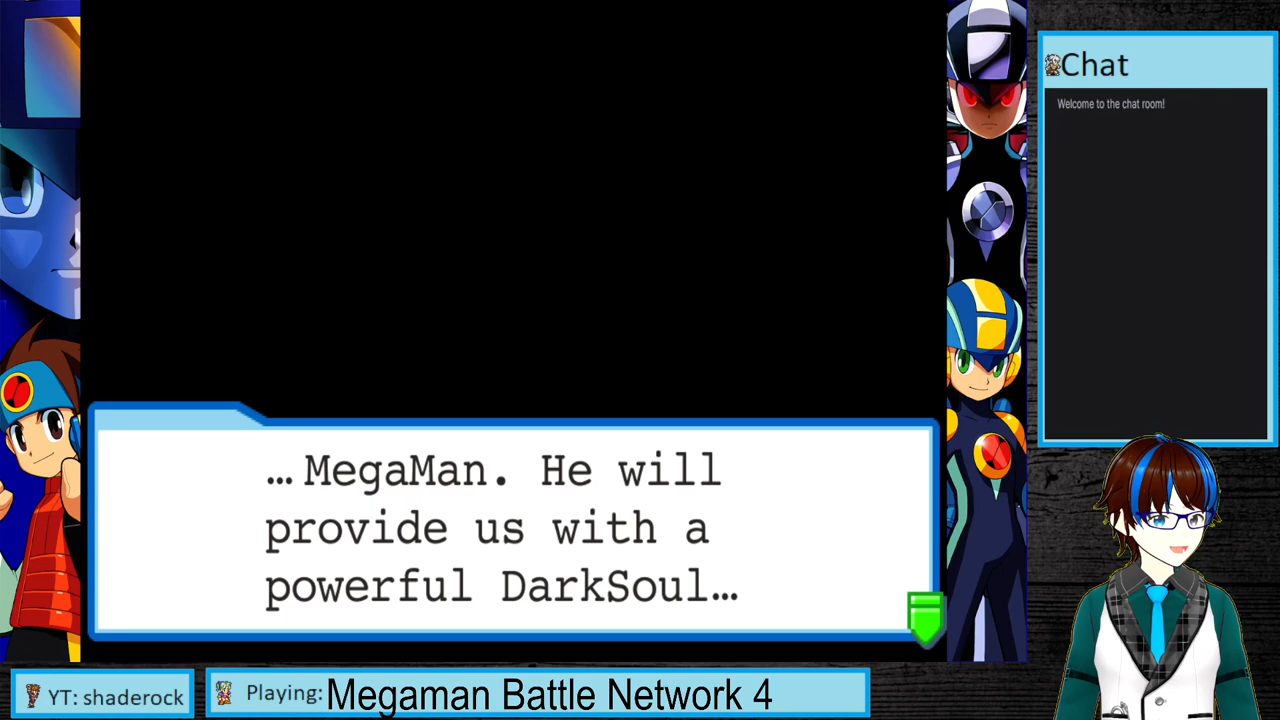 Chat
Welcome to the chat room!
… MegaMan. He will
provide us with a
powerful DarkSoul…
YT: shaderock
Playing: Megaman Battle Network 4